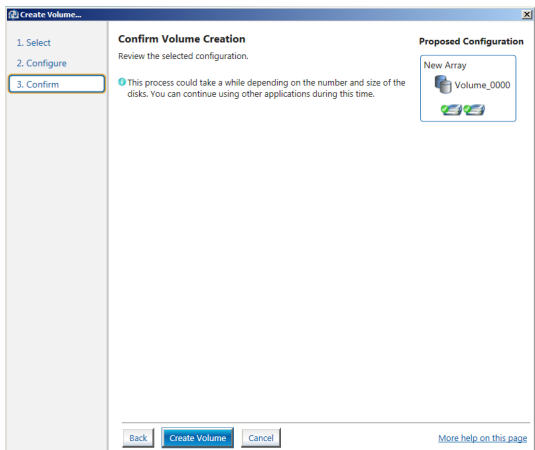 Create Volume...
1. Select
2. Configure
3. Confirm
Confirm Volume Creation
Review the selected configuration.
This process could take a while depending on the number and size of the
disks. You can continue using other applications during this time.
Proposed Configuration
New Array
Volume_0000
Back
Create Volume
Cancel
More help on this page